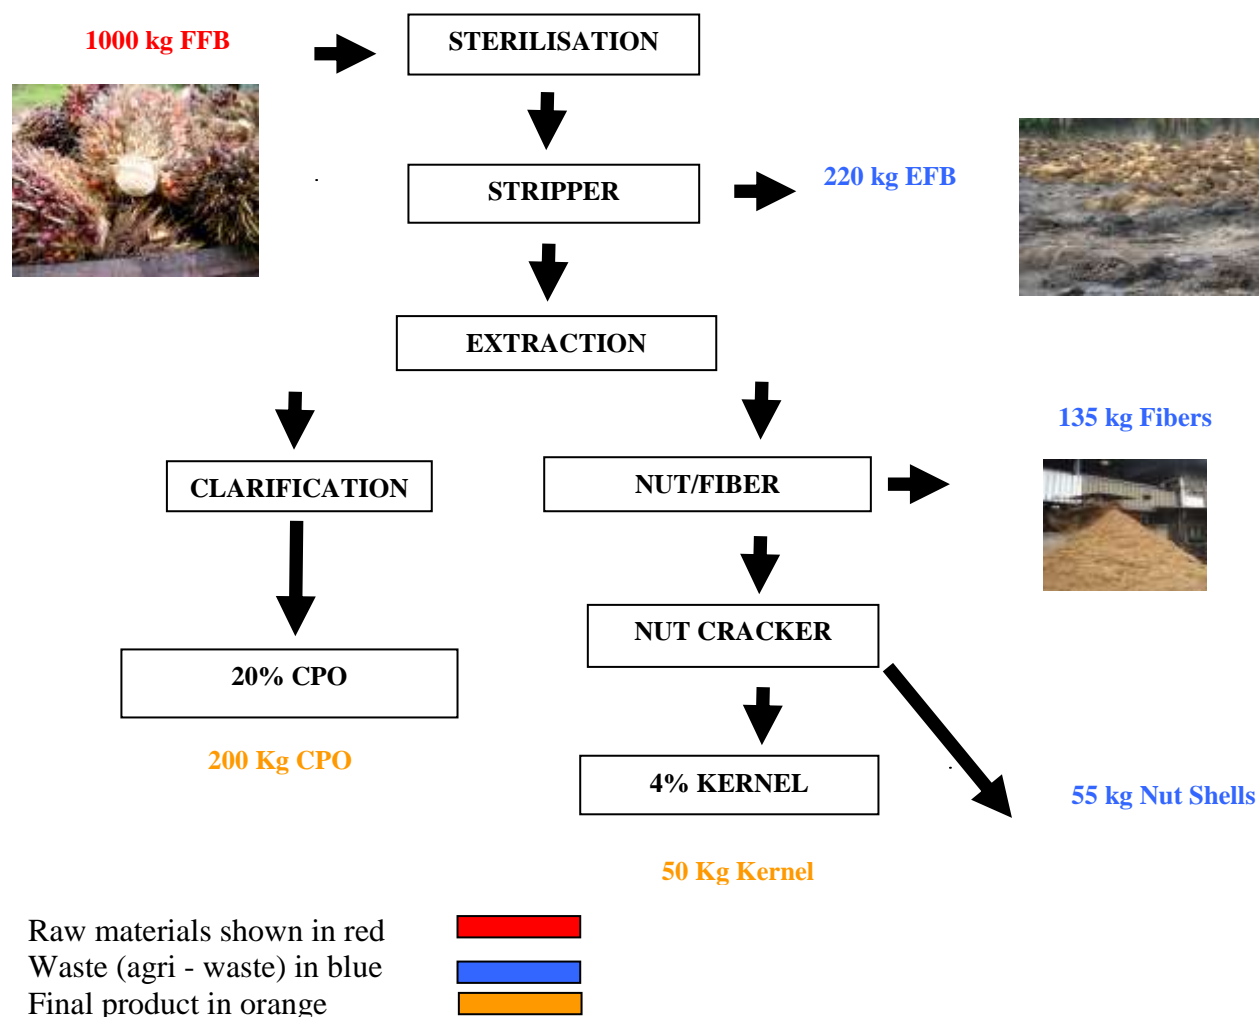 1000 kg FFB
STERILISATION
STRIPPER
220 kg EFB
EXTRACTION
135 kg Fibers
CLARIFICATION
NUT/FIBER
NUT CRACKER
20% CPO
200 Kg CPO
4% KERNEL
55 kg Nut Shells
50 Kg Kernel
Raw materials shown in red
Waste (agri - waste) in blue
Final product in orange